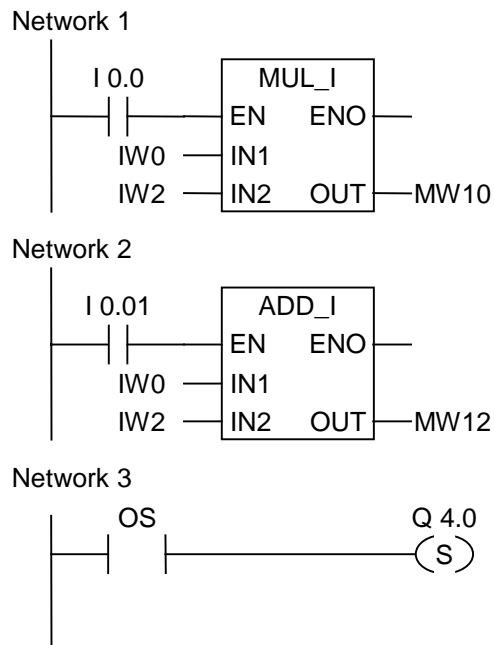 Network 1
I 0.0
MUL_I
EN ENO
IW0 IN1
IW2 IN2 OUT MW10
Network 2
I 0.01
ADD_I
EN ENO
IW0 IN1
IW2 IN2 OUT MW12
Network 3
OS Q 4.0
S